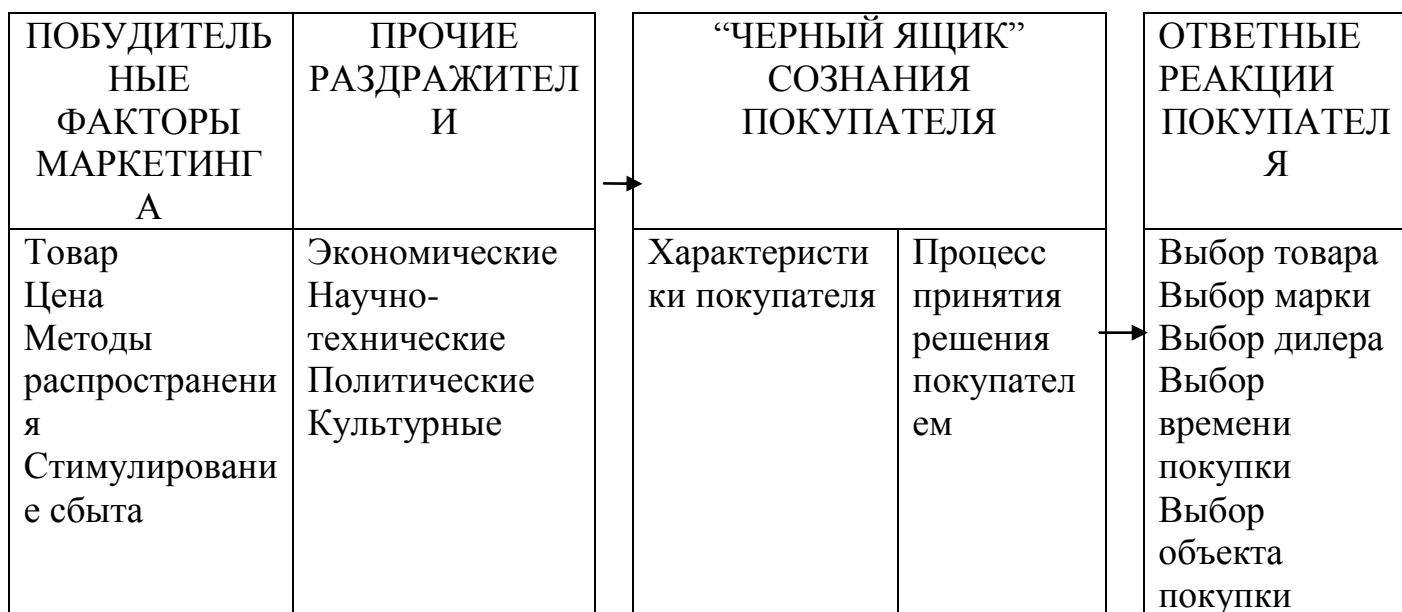 ПОБУДИТЕЛЬ
НЫЕ
ФАКТОРЫ
МАРКЕТИНГ
А
ПРОЧИЕ
РАЗДРАЖИТЕЛ
И
“ЧЕРНЫЙ ЯЩИК”
СОЗНАНИЯ
ПОКУПАТЕЛЯ
ОТВЕТНЫЕ
РЕАКЦИИ
ПОКУПАТЕЛ
Я
Товар
Цена
Методы
распространени
я
Стимулировани
е сбыта
Экономические
Научно-
технические
Политические
Культурные
Характеристи
ки покупателя
Процесс
принятия
решения
покупател
ем
Выбор товара
Выбор марки
Выбор дилера
Выбор
времени
покупки
Выбор
объекта
покупки